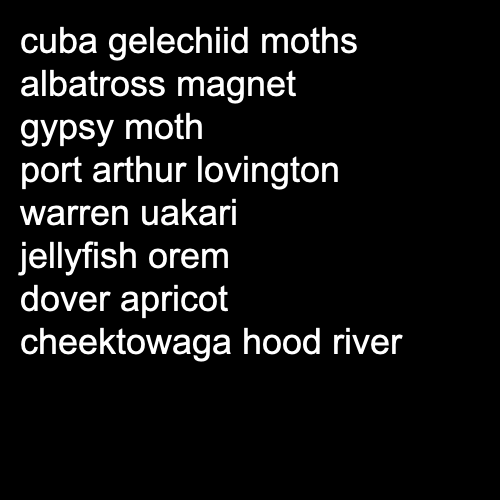 cuba gelechiid moths
albatross magnet
gypsy moth
port arthur lovington
warren uakari
jellyfish orem
dover apricot
cheektowaga hood river